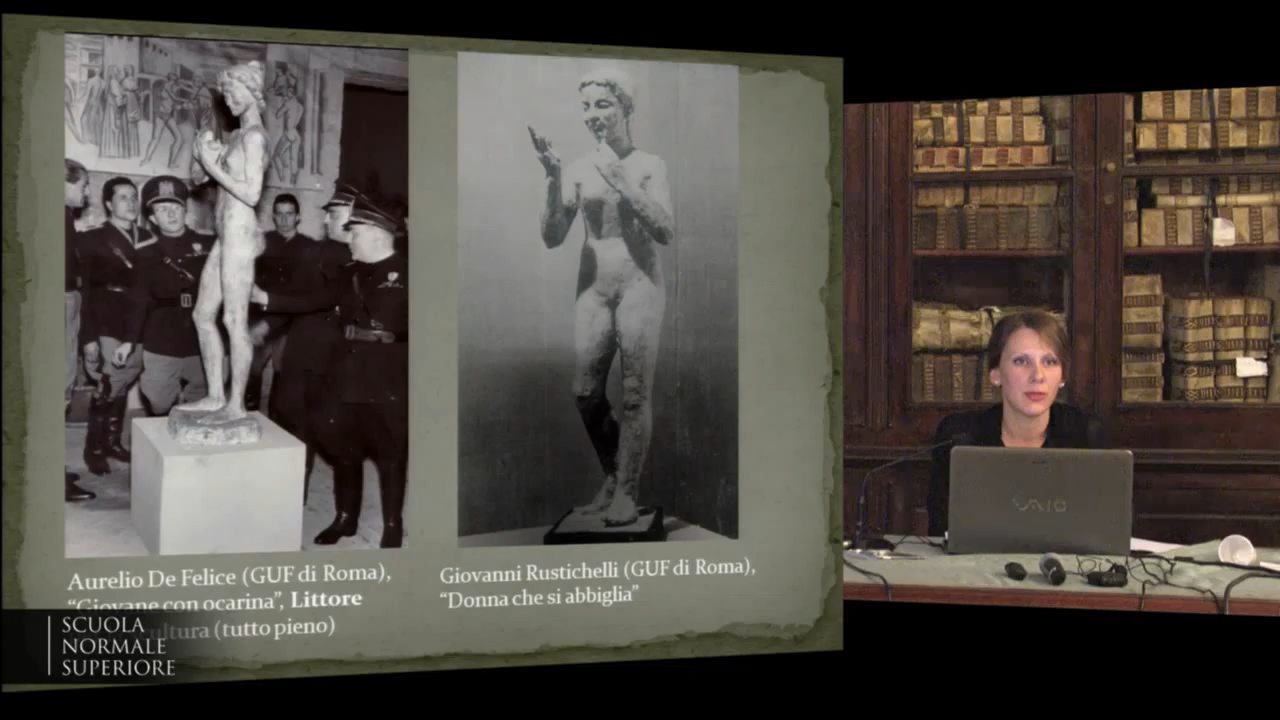 Aurelio De Felice (GUF di Roma),
“Giovane con ocarina”, Littore
ultura (tutto pieno)
Giovanni Rustichelli (GUF di Roma),
“Donna che si abbiglia”
SCUOLA
NORMALE
SUPERIORE
VAIO